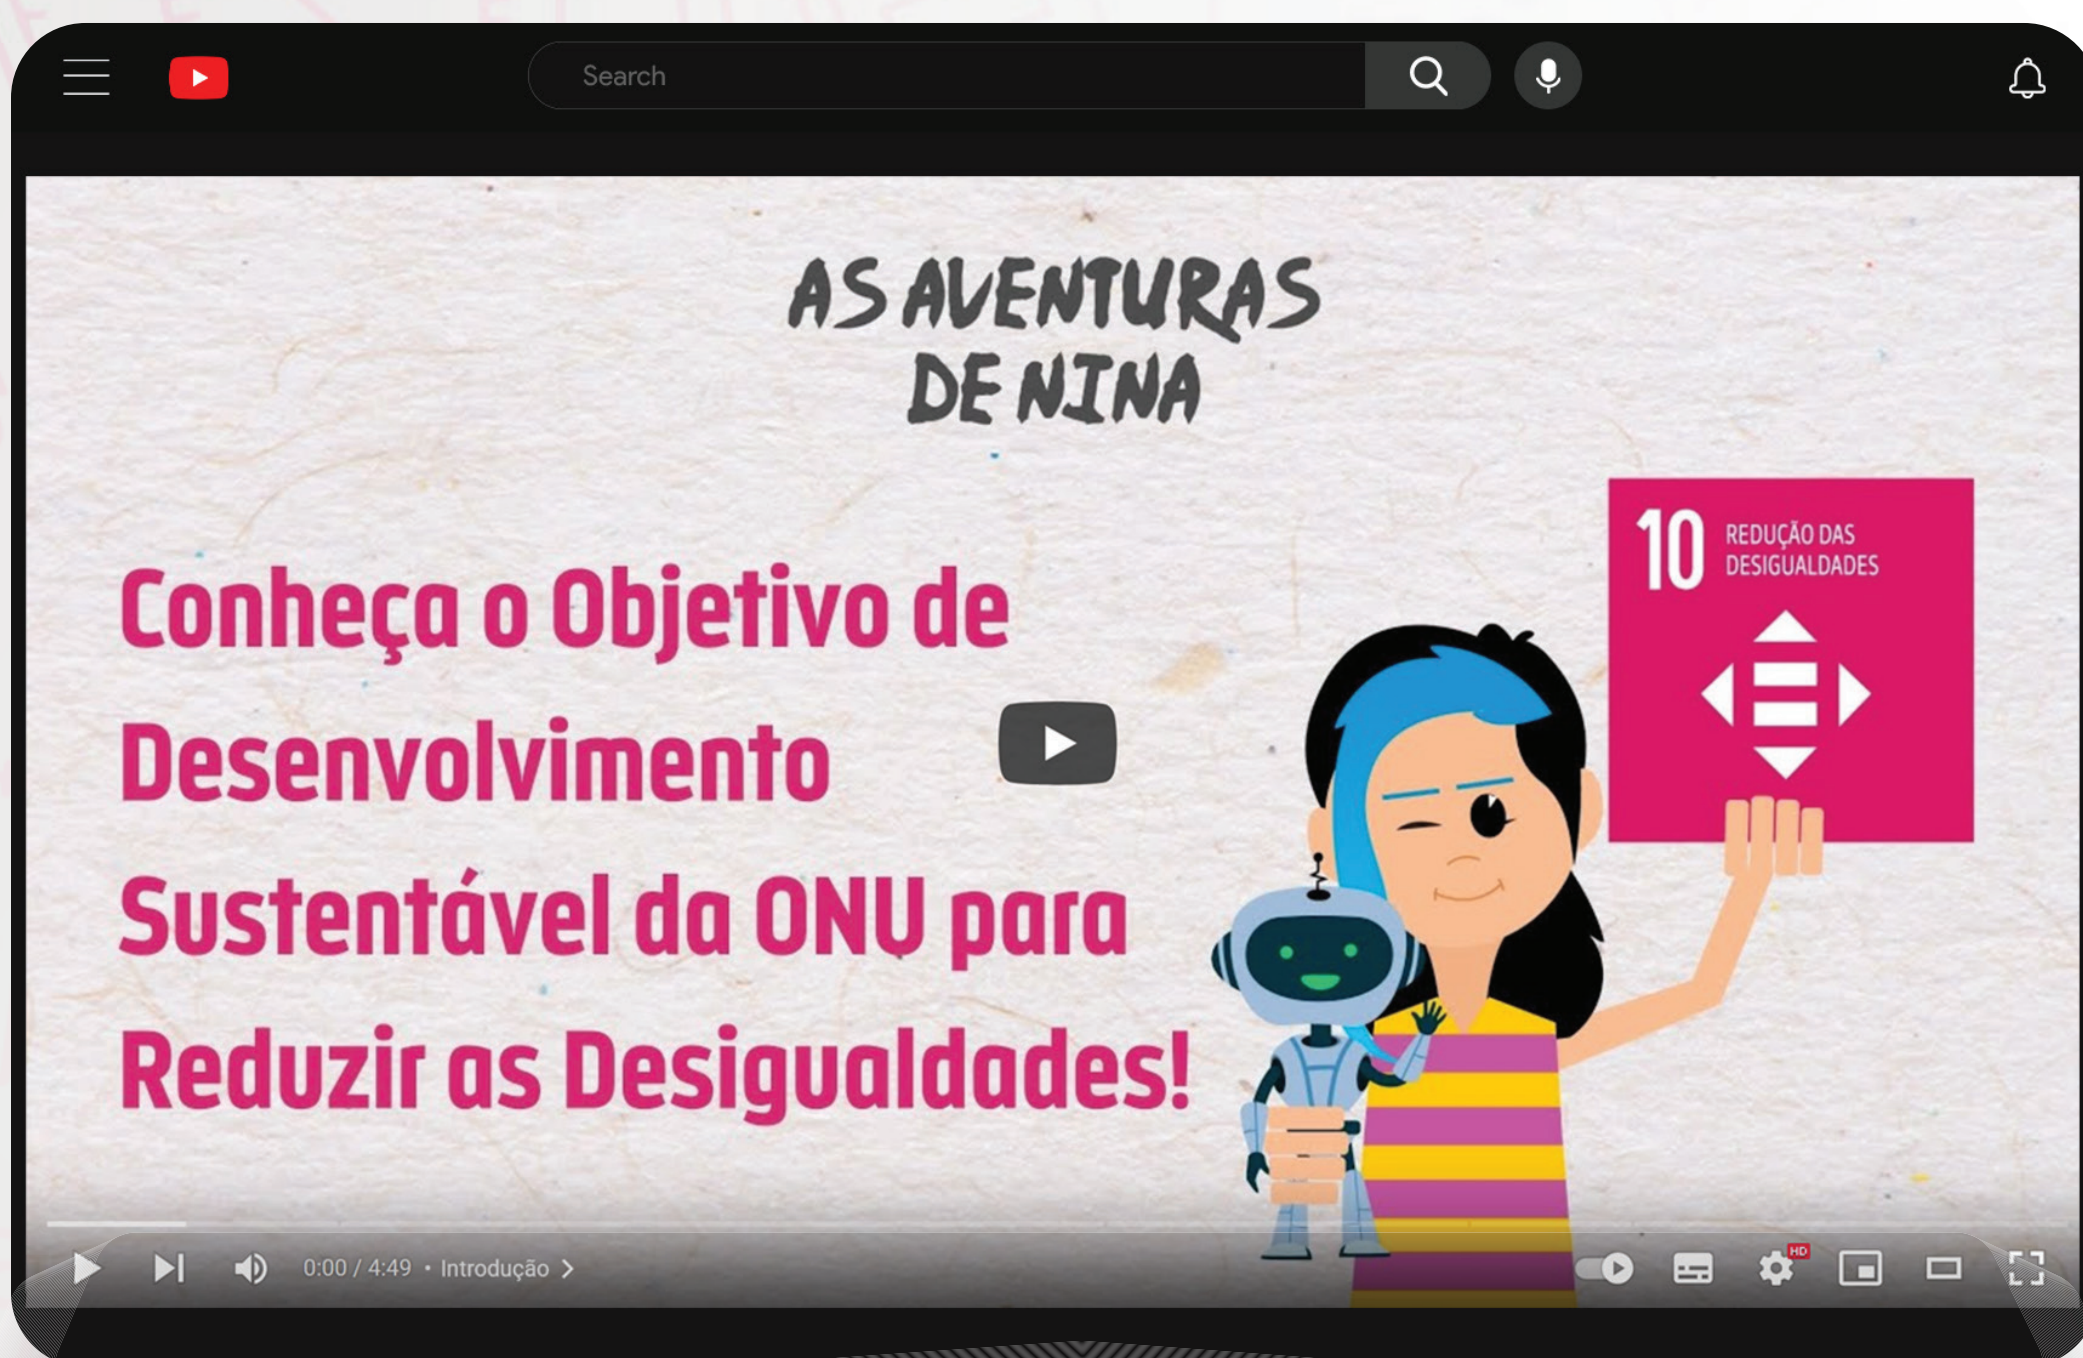 Search
AS AVENTURAS
DE NINA
10 REDUÇÃO DAS
DESIGUALDADES
Conheça o Objetivo de
Desenvolvimento
Sustentável da ONU para
Reduzir as Desigualdades!
0:00 / 4:49 • Introdução
HD